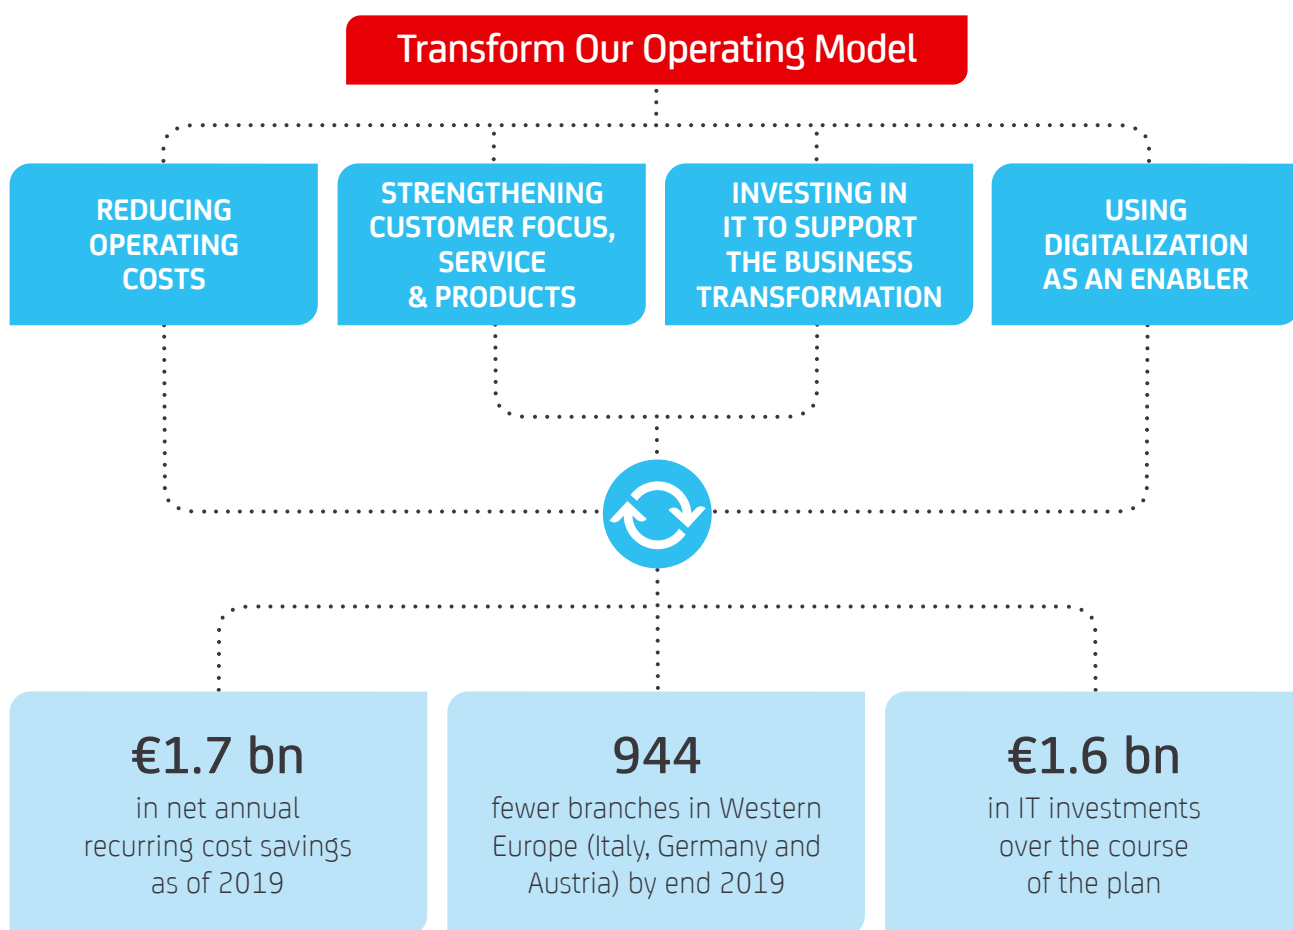 Transform Our Operating Model
REDUCING
OPERATING
COSTS
STRENGTHENING
CUSTOMER FOCUS,
SERVICE
& PRODUCTS
INVESTING IN
IT TO SUPPORT
THE BUSINESS
TRANSFORMATION
USING
DIGITALIZATION
AS AN ENABLER
€1.7 bn
in net annual
recurring cost savings
as of 2019
944
fewer branches in Western
Europe (Italy, Germany and
Austria) by end 2019
€1.6 bn
in IT investments
over the course
of the plan